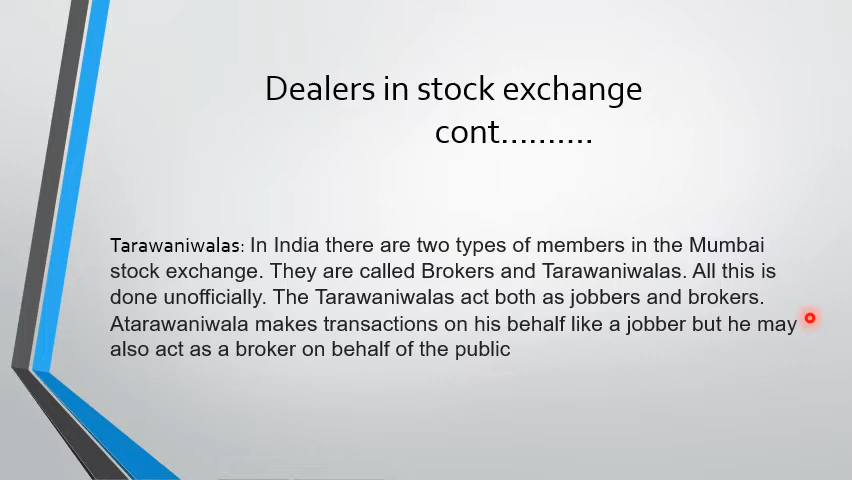 Dealers in stock exchange
cont..........
Tarawaniwalas: In India there are two types of members in the Mumbai
stock exchange. They are called Brokers and Tarawaniwalas. All this is
done unofficially. The Tarawaniwalas act both as jobbers and brokers.
Atarawaniwala makes transactions on his behalf like a jobber but he may
also act as a broker on behalf of the public